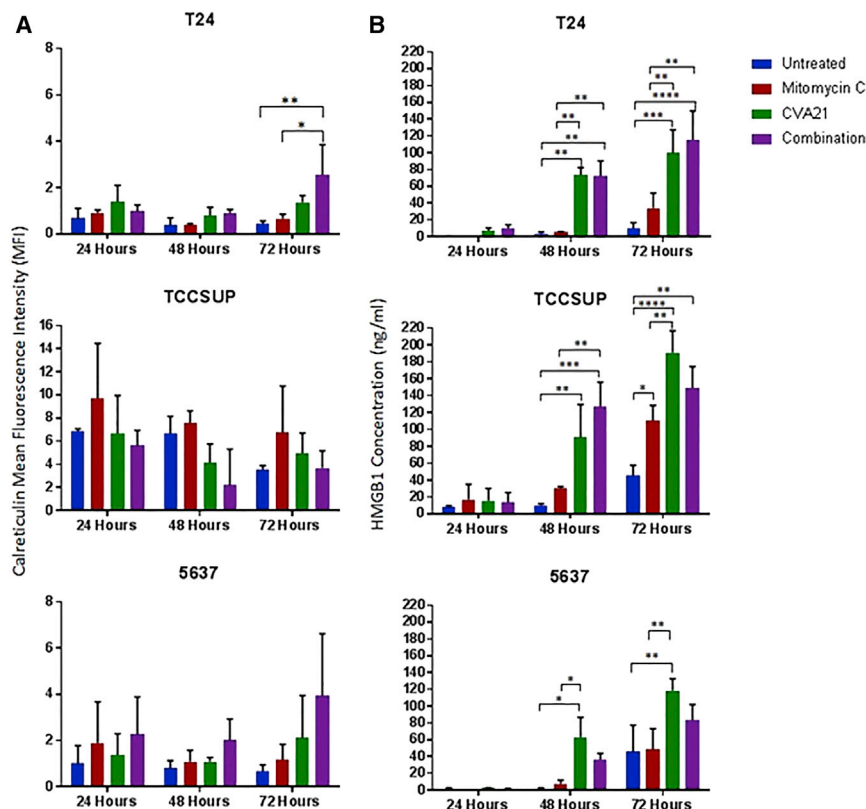 A
T24
8
6
4
2
0
**
*
24 Hours
48 Hours
72 Hours
TCCSUP
16
14
12
10
8
6
4
2
0
24 Hours
48 Hours
72 Hours
5637
8
6
4
2
0
24 Hours
48 Hours
72 Hours
Calreticulin Mean Fluorescence Intensity (MFI)
B
T24
220
200
180
160
140
120
100
80
60
40
20
0
**
**
**
**
**
**
****
***
24 Hours
48 Hours
72 Hours
TCCSUP
220
200
180
160
140
120
100
80
60
40
20
0
**
***
**
**
****
**
*
24 Hours
48 Hours
72 Hours
5637
220
200
180
160
140
120
100
80
60
40
20
0
*
*
**
**
24 Hours
48 Hours
72 Hours
HMGB1 Concentration (ng/ml)
Untreated
Mitomycin C
CVA21
Combination